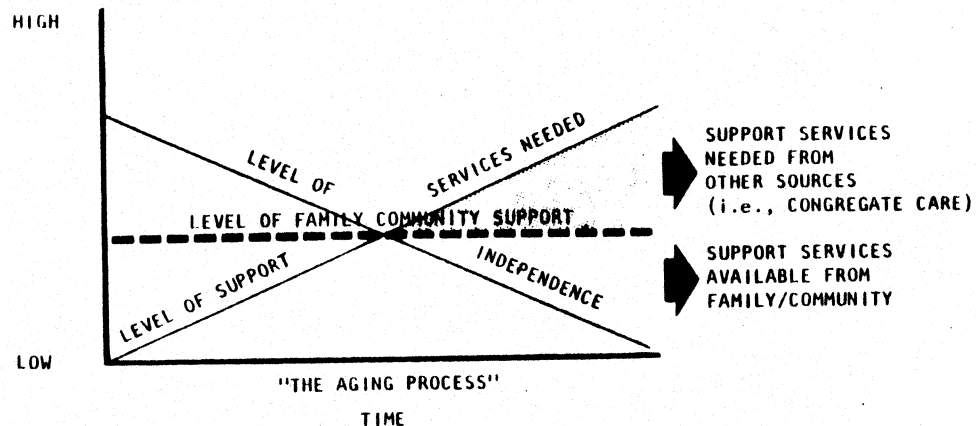 HIGH
LEVEL OF
SERVICES NEEDED
SUPPORT SERVICES
NEEDED FROM
OTHER SOURCES
(i.e., CONGREGATE CARE)
LEVEL OF FAMILY COMMUNITY SUPPORT
LEVEL OF SUPPORT
INDEPENDENCE
SUPPORT SERVICES
AVAILABLE FROM
FAMILY/COMMUNITY
LOW
"THE AGING PROCESS"
TIME